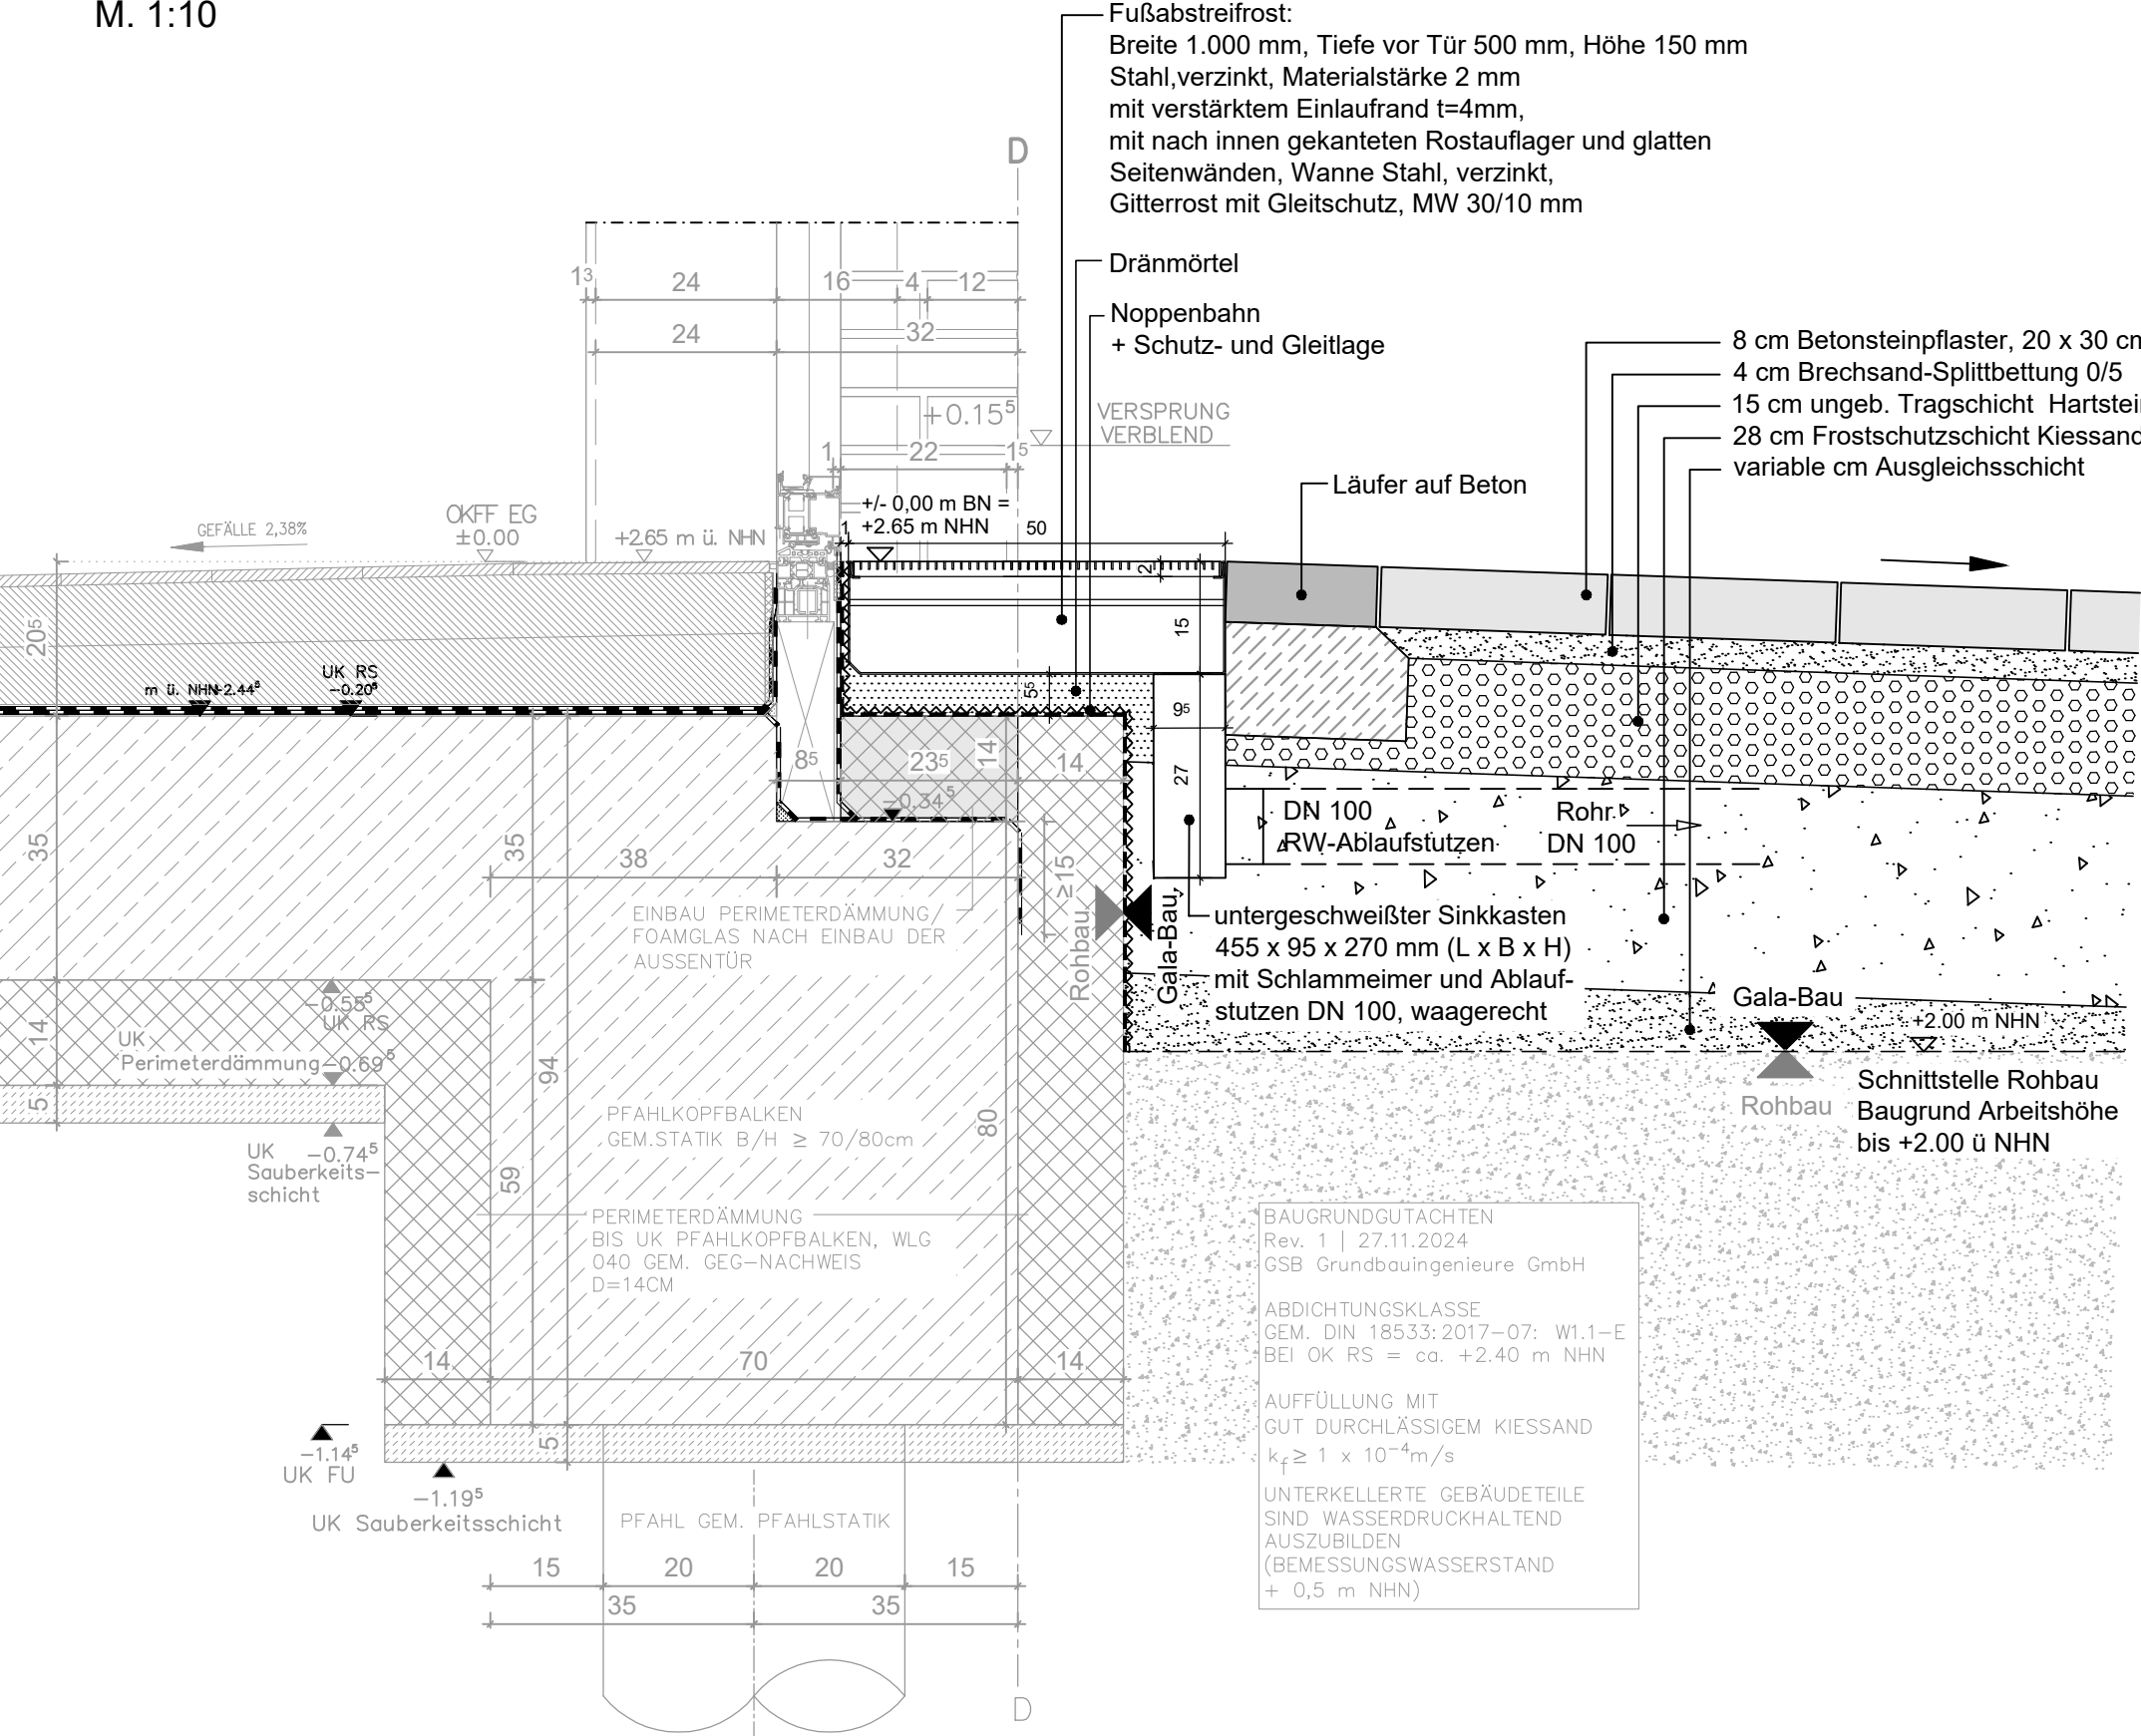 M. 1:10
Fußabstreifrost:
Breite 1.000 mm, Tiefe vor Tür 500 mm, Höhe 150 mm
Stahl,verzinkt, Materialstärke 2 mm
mit verstärktem Einlaufrand t=4mm,
mit nach innen gekanteten Rostauflager und glatten
Seitenwänden, Wanne Stahl, verzinkt,
Gitterrost mit Gleitschutz, MW 30/10 mm
D
Dränmörtel
Noppenbahn
+ Schutz- und Gleitlage
1³ 24 16 4 12
24 32
8 cm Betonsteinpflaster, 20 x 30 cm
4 cm Brechsand-Splittbettung 0/5
15 cm ungeb. Tragschicht Hartstei
28 cm Frostschutzschicht Kiessand
variable cm Ausgleichsschicht
+0.15⁵
VERSPRUNG
VERBLEND
1 22 1⁵
Läufer auf Beton
GEFÄLLE 2,38%
OKFF EG
±0.00
+2.65 m ü. NHN
+/- 0,00 m BN =
+2.65 m NHN
1 50
2
15
20⁵
UK RS
-0.20⁵
m ü. NHN+2.44⁵
5⁵
9⁵
8⁵ 23⁵ 14 14
-0.34⁵
27
DN 100
RW-Ablaufstutzen
Rohr
DN 100
35 35 38 32
≥15
EINBAU PERIMETERDÄMMUNG/
FOAMGLAS NACH EINBAU DER
AUSSENTÜR
Rohbau
Gala-Bau
untergeschweißter Sinkkasten
455 x 95 x 270 mm (L x B x H)
mit Schlammeimer und Ablauf-
stutzen DN 100, waagerecht
-0.55⁵
UK RS
14
UK
Perimeterdämmung-0.69⁵
5
94
Gala-Bau
+2.00 m NHN
Rohbau
Schnittstelle Rohbau
Baugrund Arbeitshöhe
bis +2.00 ü NHN
UK -0.74⁵
Sauberkeits-
schicht
PFAHLKOPFBALKEN
GEM.STATIK B/H ≥ 70/80cm
80
59
PERIMETERDÄMMUNG
BIS UK PFAHLKOPFBALKEN, WLG
040 GEM. GEG-NACHWEIS
D=14CM
BAUGRUNDGUTACHTEN
Rev. 1 | 27.11.2024
GSB Grundbauingenieure GmbH
ABDICHTUNGSKLASSE
GEM. DIN 18533:2017-07: W1.1-E
BEI OK RS = ca. +2.40 m NHN
AUFFÜLLUNG MIT
GUT DURCHLÄSSIGEM KIESSAND
kf ≥ 1 x 10⁻⁴m/s
UNTERKELLERTE GEBÄUDETEILE
SIND WASSERDRUCKHALTEND
AUSZUBILDEN
(BEMESSUNGSWASSERSTAND
+ 0,5 m NHN)
14 70 14
5
-1.14⁵
UK FU
-1.19⁵
UK Sauberkeitsschicht
PFAHL GEM. PFAHLSTATIK
15 20 20 15
35 35
D